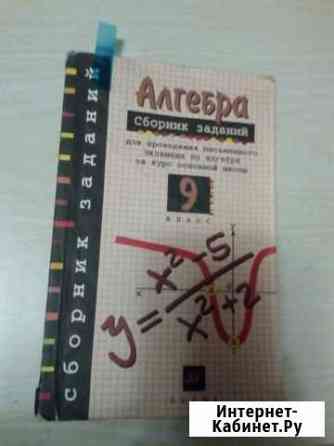 сборник заданий
Алгебра
Сборник заданий
для проведения письменного
экзамена по алгебре
за курс основной школы
9
класс
y = x² - 5 / x² + 2
Интернет-
Кабинет.Ру